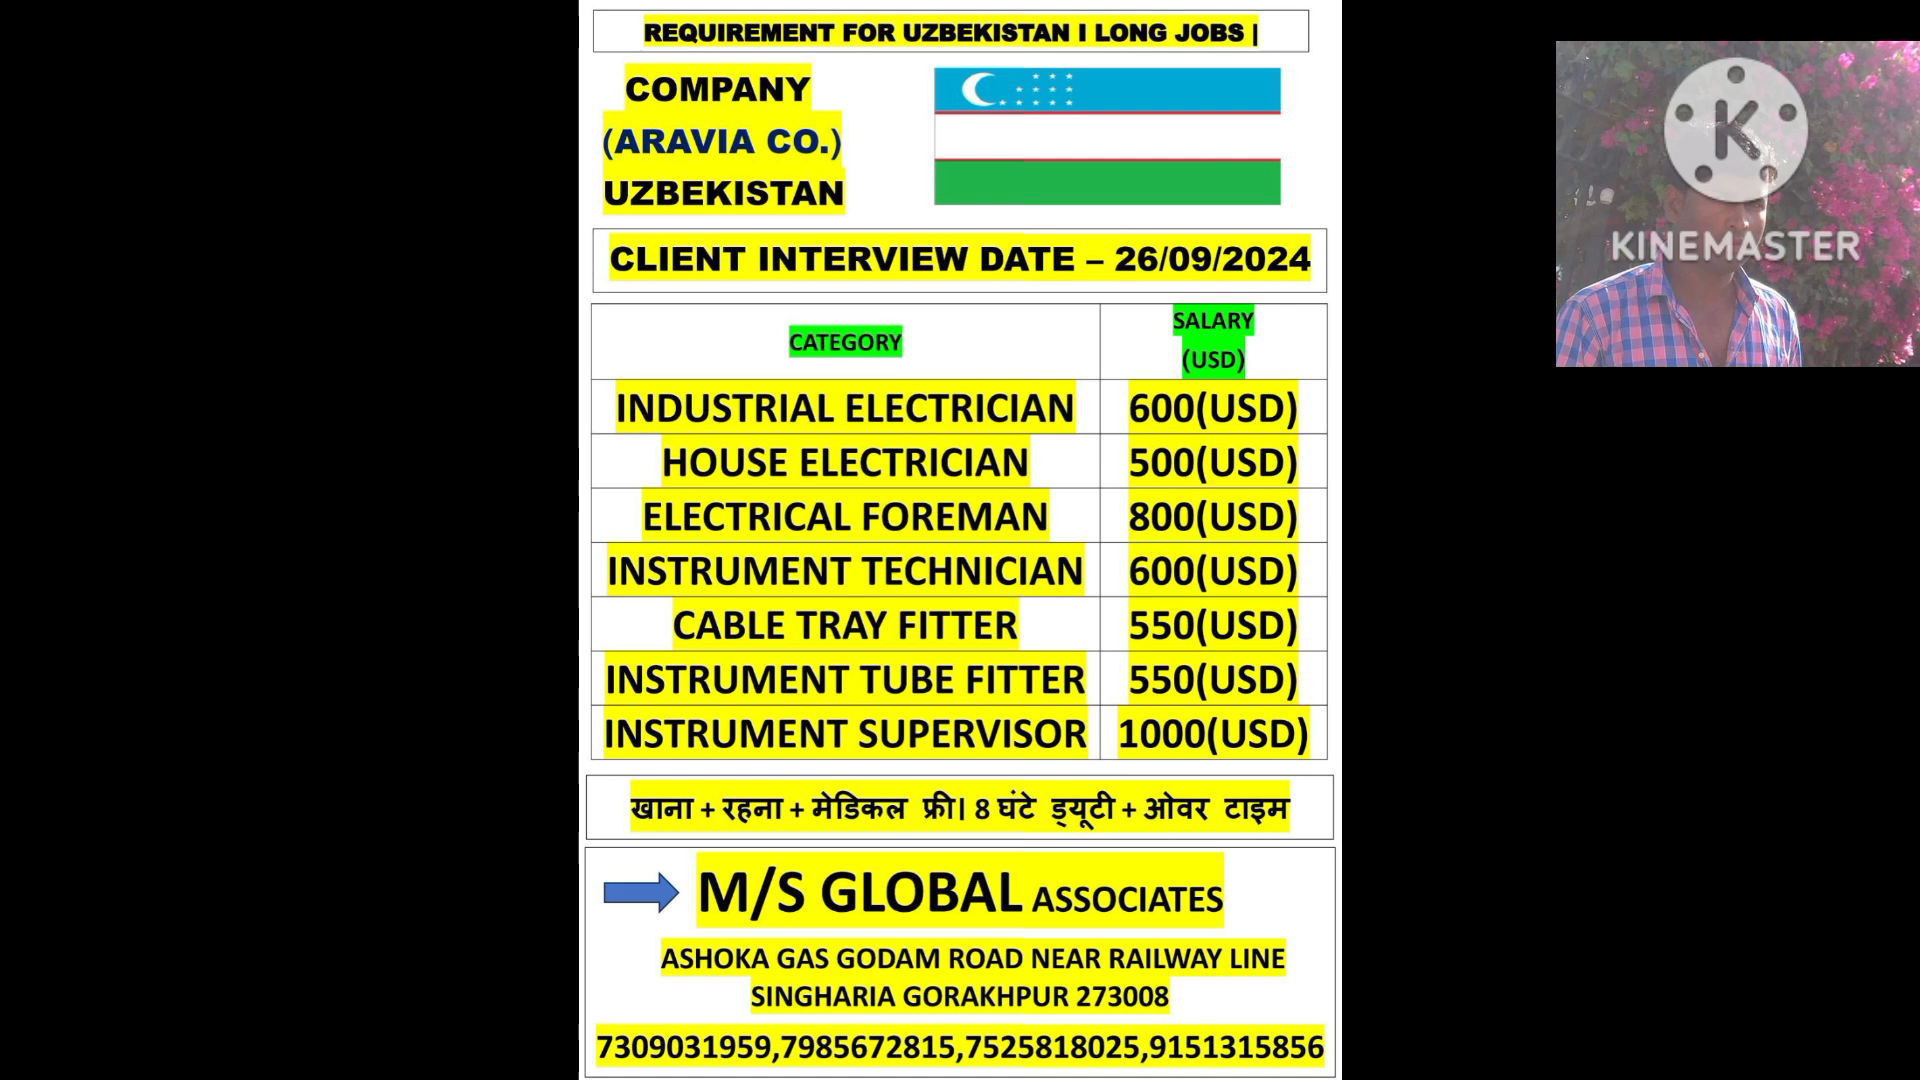 REQUIREMENT FOR UZBEKISTAN I LONG JOBS |
COMPANY
(ARAVIA CO.)
UZBEKISTAN
CLIENT INTERVIEW DATE – 26/09/2024
CATEGORY SALARY (USD)
INDUSTRIAL ELECTRICIAN 600(USD)
HOUSE ELECTRICIAN 500(USD)
ELECTRICAL FOREMAN 800(USD)
INSTRUMENT TECHNICIAN 600(USD)
CABLE TRAY FITTER 550(USD)
INSTRUMENT TUBE FITTER 550(USD)
INSTRUMENT SUPERVISOR 1000(USD)
खाना + रहना + मेडिकल फ्री| 8 घंटे ड्यूटी + ओवर टाइम
M/S GLOBAL ASSOCIATES
ASHOKA GAS GODAM ROAD NEAR RAILWAY LINE
SINGHARIA GORAKHPUR 273008
7309031959,7985672815,7525818025,9151315856
K
KINEMASTER